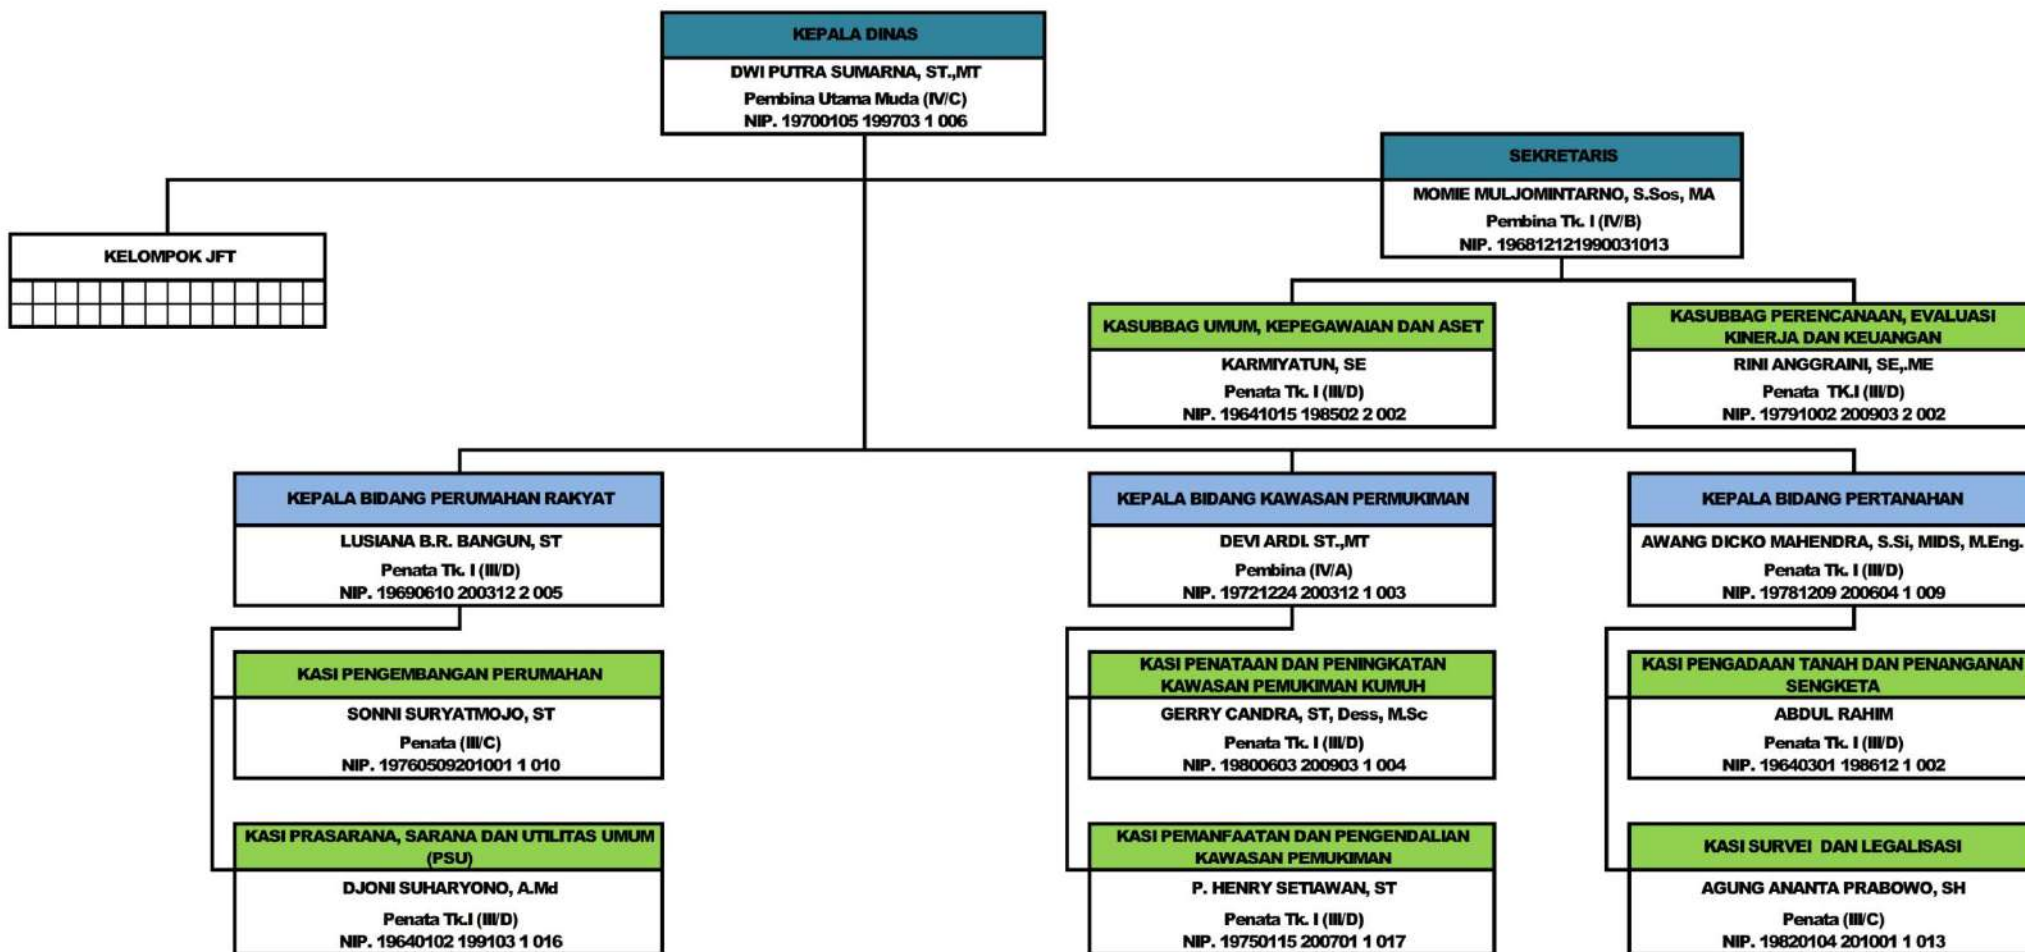 KEPALA DINAS
DWI PUTRA SUMARNA, ST.,MT
Pembina Utama Muda (IV/C)
NIP. 19700105 199703 1 006
SEKRETARIS
MOMIE MULJOMINTARNO, S.Sos, MA
Pembina Tk. I (IV/B)
NIP. 196812121990031013
KELOMPOK JFT
KASUBBAG UMUM, KEPEGAWAIAN DAN ASET
KARMIYATUN, SE
Penata Tk. I (III/D)
NIP. 19641015 198502 2 002
KASUBBAG PERENCANAAN, EVALUASI
KINERJA DAN KEUANGAN
RINI ANGGRAINI, SE,.ME
Penata TK.I (III/D)
NIP. 19791002 200903 2 002
KEPALA BIDANG PERUMAHAN RAKYAT
LUSIANA B.R. BANGUN, ST
Penata Tk. I (III/D)
NIP. 19690610 200312 2 005
KEPALA BIDANG KAWASAN PERMUKIMAN
DEVI ARDI. ST.,MT
Pembina (IV/A)
NIP. 19721224 200312 1 003
KEPALA BIDANG PERTANAHAN
AWANG DICKO MAHENDRA, S.Si, MIDS, M.Eng.
Penata Tk. I (III/D)
NIP. 19781209 200604 1 009
KASI PENGEMBANGAN PERUMAHAN
SONNI SURYATMOJO, ST
Penata (III/C)
NIP. 19760509201001 1 010
KASI PENATAAN DAN PENINGKATAN
KAWASAN PEMUKIMAN KUMUH
GERRY CANDRA, ST, Dess, M.Sc
Penata Tk. I (III/D)
NIP. 19800603 200903 1 004
KASI PENGADAAN TANAH DAN PENANGANAN
SENGKETA
ABDUL RAHIM
Penata Tk. I (III/D)
NIP. 19640301 198612 1 002
KASI PRASARANA, SARANA DAN UTILITAS UMUM
(PSU)
DJONI SUHARYONO, A.Md
Penata Tk.I (III/D)
NIP. 19640102 199103 1 016
KASI PEMANFAATAN DAN PENGENDALIAN
KAWASAN PEMUKIMAN
P. HENRY SETIAWAN, ST
Penata Tk. I (III/D)
NIP. 19750115 200701 1 017
KASI SURVEI DAN LEGALISASI
AGUNG ANANTA PRABOWO, SH
Penata (III/C)
NIP. 19820104 201001 1 013